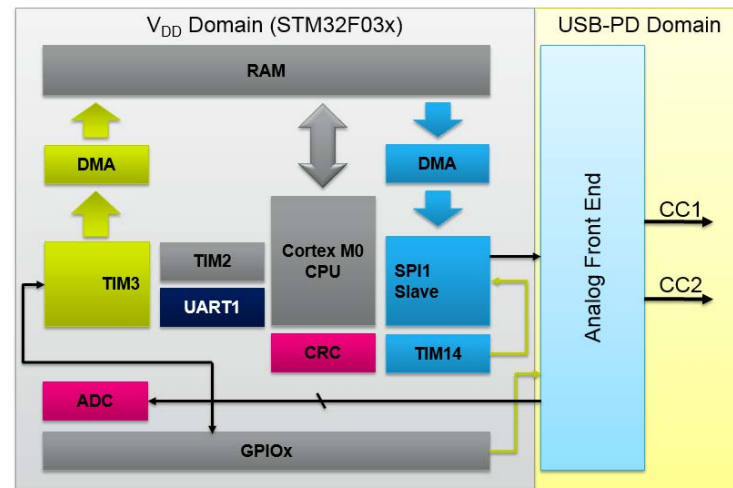 V_DD Domain (STM32F03x)
USB-PD Domain
RAM
DMA
DMA
TIM3
TIM2
UART1
Cortex M0
CPU
SPI1
Slave
CRC
TIM14
ADC
GPIOx
Analog Front End
CC1
CC2